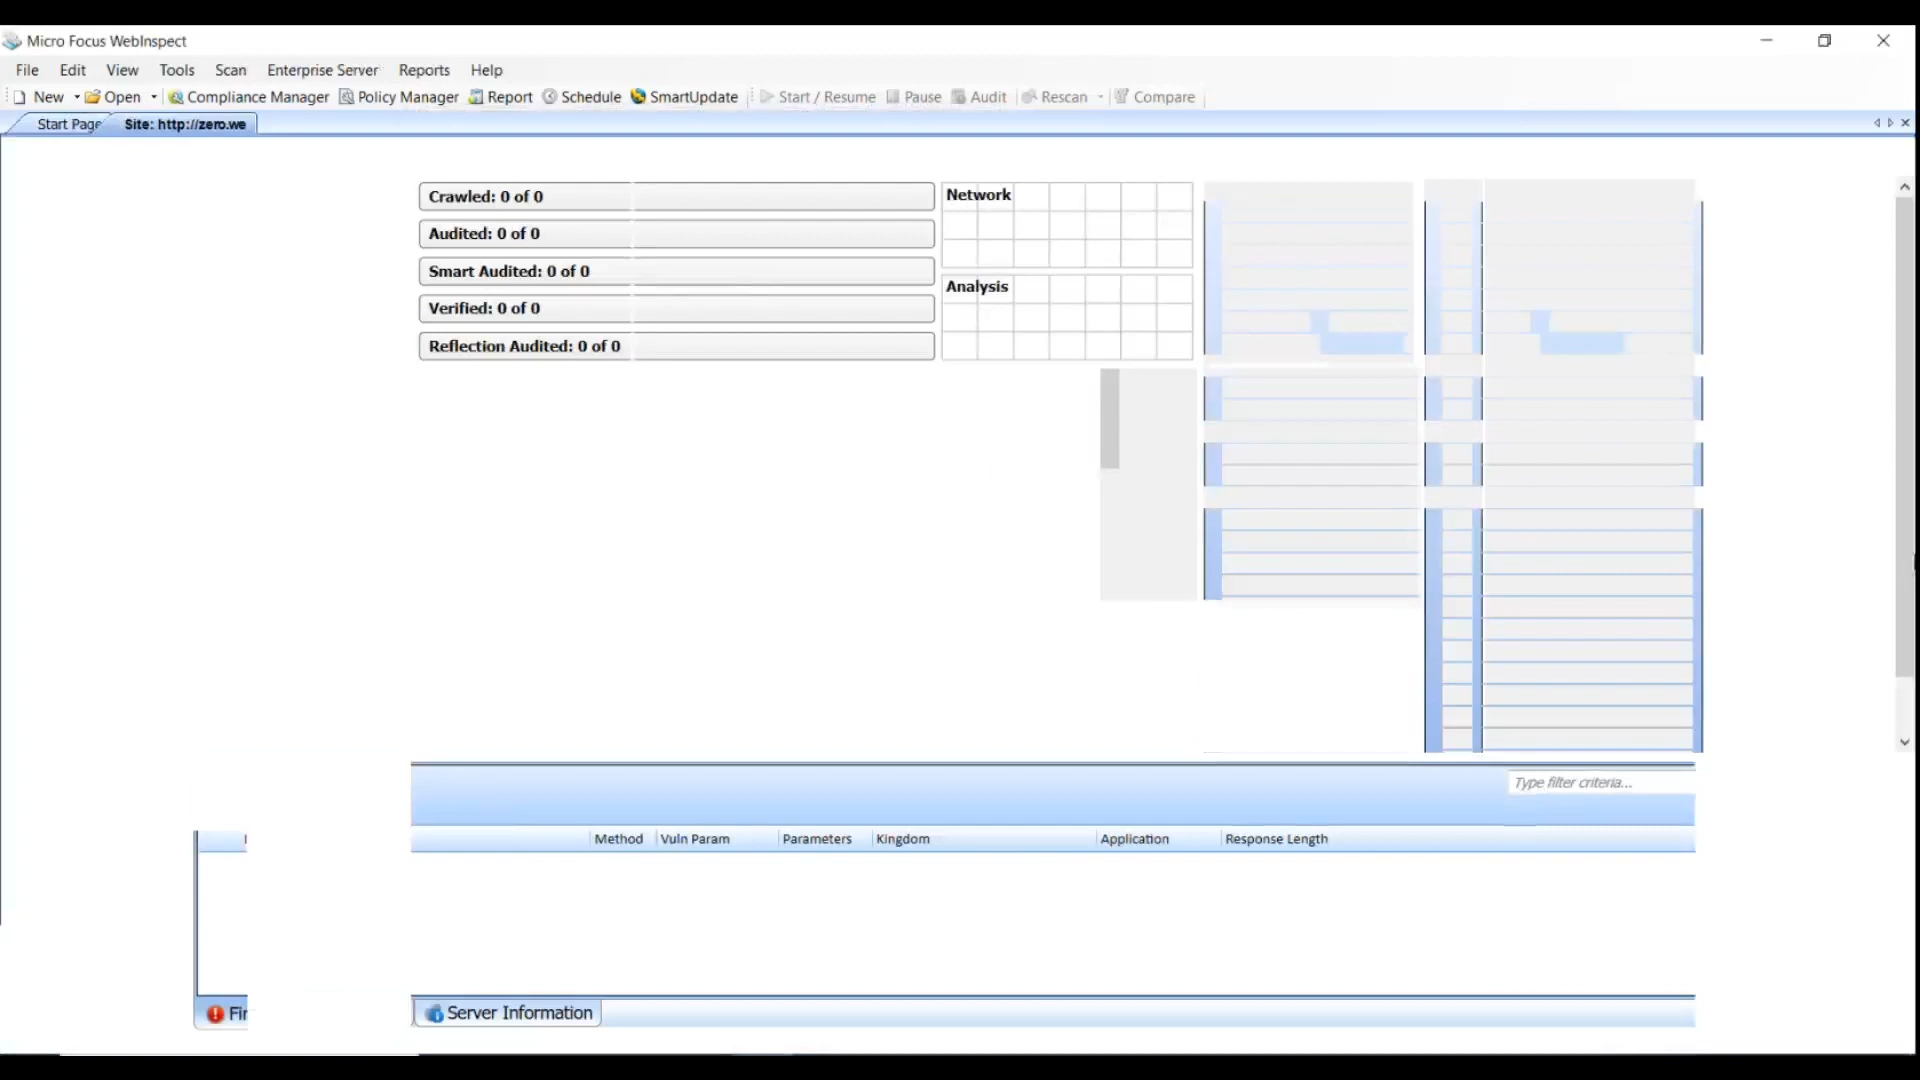 Micro Focus WebInspect
File Edit View Tools Scan Enterprise Server Reports Help
New Open Compliance Manager Policy Manager Report Schedule SmartUpdate Start / Resume Pause Audit Rescan Compare
Start Page Site: http://zero.we
Crawled: 0 of 0
Audited: 0 of 0
Smart Audited: 0 of 0
Verified: 0 of 0
Reflection Audited: 0 of 0
Network
Analysis
Type filter criteria...
Method Vuln Param Parameters Kingdom Application Response Length
Server Information